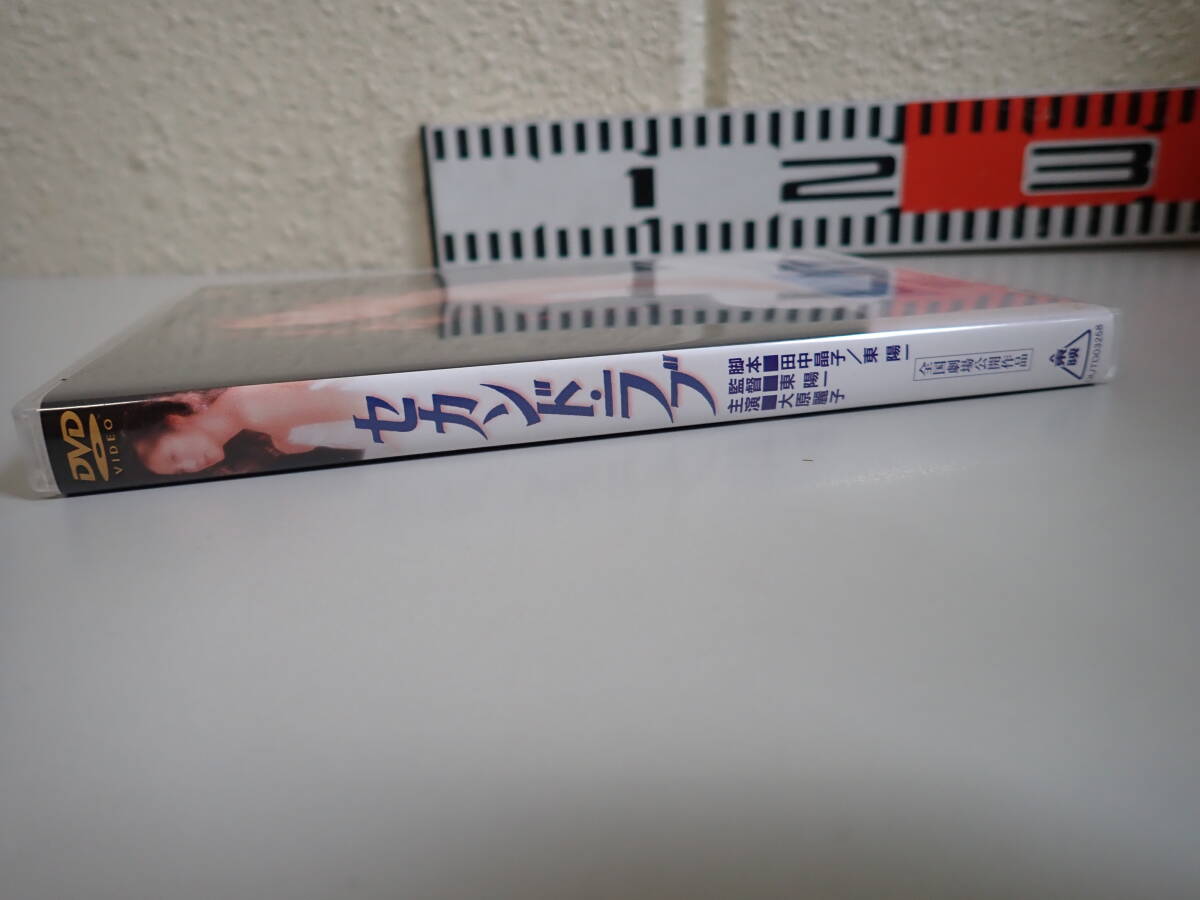 DVD
VIDEO
セカンド・ラブ
脚本■田中晶子／東 陽一
監督■東 陽一
主演■大原麗子
全国劇場公開作品
東映
1
2
3